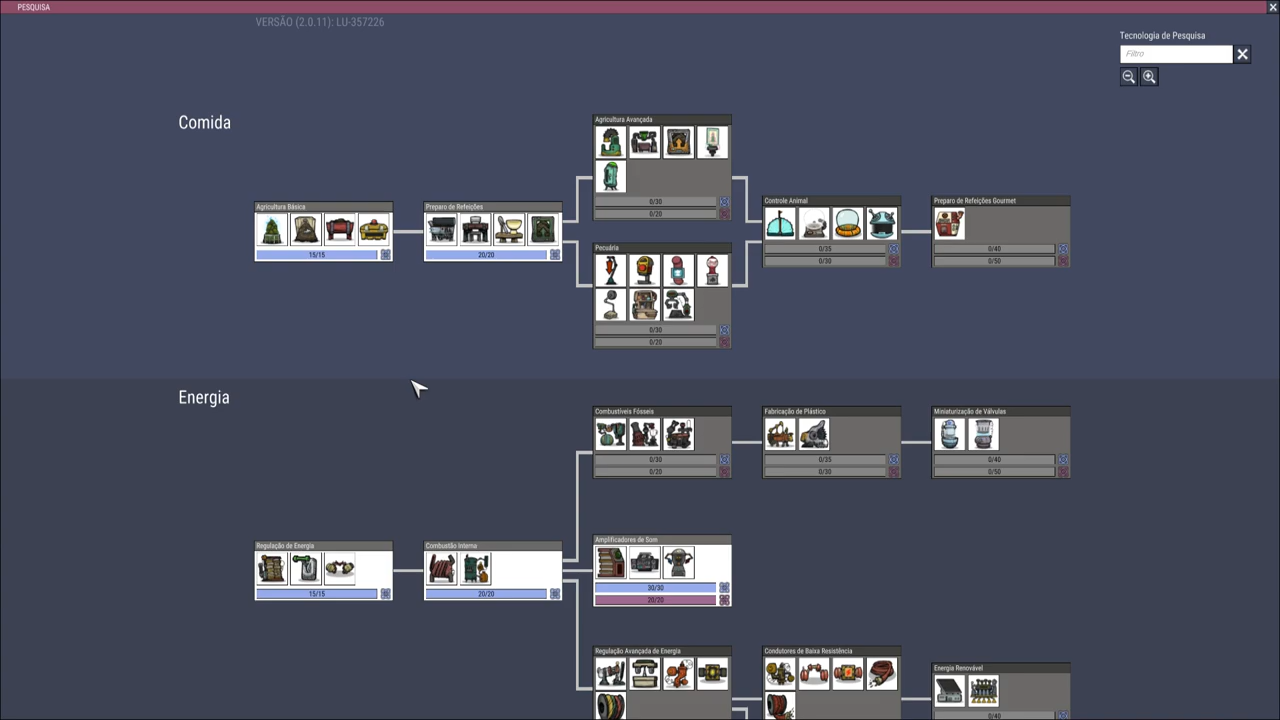 PESQUISA
VERSÃO (2.0.11): LU-357226
Tecnologia de Pesquisa
Filtro
Comida
Agricultura Avançada
0/30
0/20
Agricultura Básica
15/15
Preparo de Refeições
20/20
Controle Animal
0/35
0/30
Preparo de Refeições Gourmet
0/40
0/50
Pecuária
0/30
0/20
Energia
Combustíveis Fósseis
0/30
0/20
Fabricação de Plástico
0/35
0/30
Miniaturização de Válvulas
0/40
0/50
Regulação de Energia
15/15
Combustão Interna
20/20
Amplificadores de Som
30/30
20/20
Regulação Avançada de Energia
Condutores de Baixa Resistência
Energia Renovável
0/40